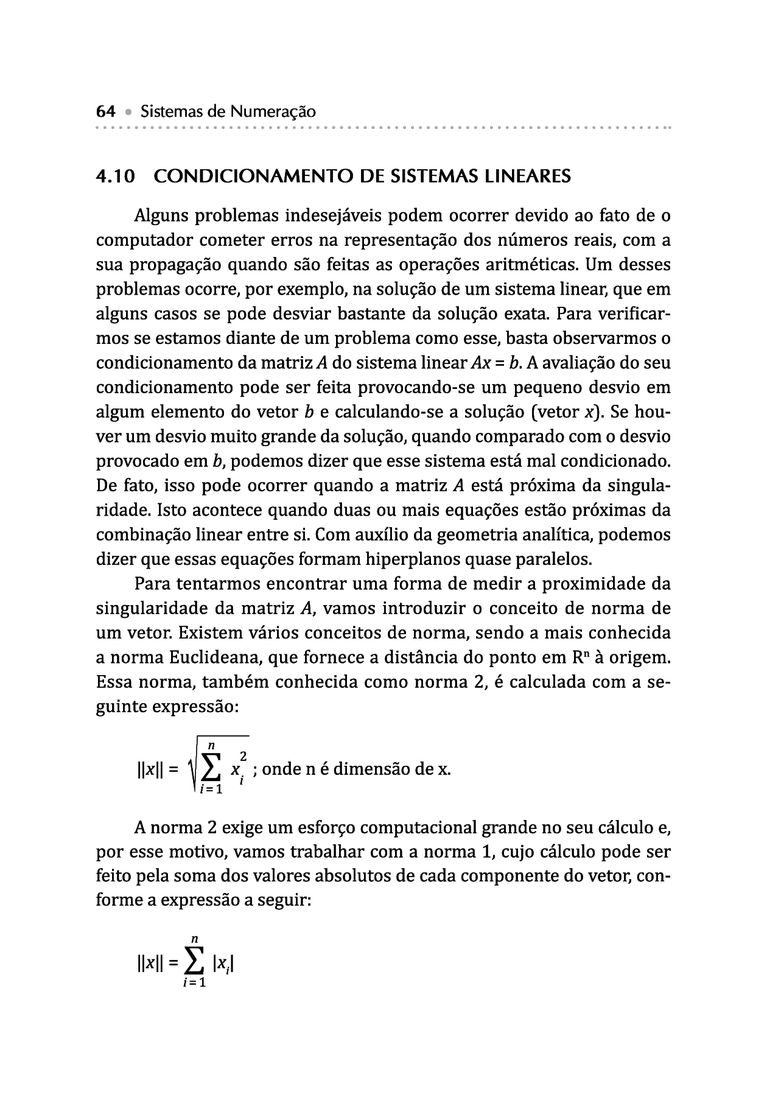 64 • Sistemas de Numeração
4.10 CONDICIONAMENTO DE SISTEMAS LINEARES
Alguns problemas indesejáveis podem ocorrer devido ao fato de o
computador cometer erros na representação dos números reais, com a
sua propagação quando são feitas as operações aritméticas. Um desses
problemas ocorre, por exemplo, na solução de um sistema linear, que em
alguns casos se pode desviar bastante da solução exata. Para verificar-
mos se estamos diante de um problema como esse, basta observarmos o
condicionamento da matriz A do sistema linear Ax = b. A avaliação do seu
condicionamento pode ser feita provocando-se um pequeno desvio em
algum elemento do vetor b e calculando-se a solução (vetor x). Se hou-
ver um desvio muito grande da solução, quando comparado com o desvio
provocado em b, podemos dizer que esse sistema está mal condicionado.
De fato, isso pode ocorrer quando a matriz A está próxima da singula-
ridade. Isto acontece quando duas ou mais equações estão próximas da
combinação linear entre si. Com auxílio da geometria analítica, podemos
dizer que essas equações formam hiperplanos quase paralelos.
Para tentarmos encontrar uma forma de medir a proximidade da
singularidade da matriz A, vamos introduzir o conceito de norma de
um vetor. Existem vários conceitos de norma, sendo a mais conhecida
a norma Euclideana, que fornece a distância do ponto em Rⁿ à origem.
Essa norma, também conhecida como norma 2, é calculada com a se-
guinte expressão:
||x|| = √(∑_{i=1}^{n} x_i^2) ; onde n é dimensão de x.
A norma 2 exige um esforço computacional grande no seu cálculo e,
por esse motivo, vamos trabalhar com a norma 1, cujo cálculo pode ser
feito pela soma dos valores absolutos de cada componente do vetor, con-
forme a expressão a seguir:
||x|| = ∑_{i=1}^{n} |x_i|